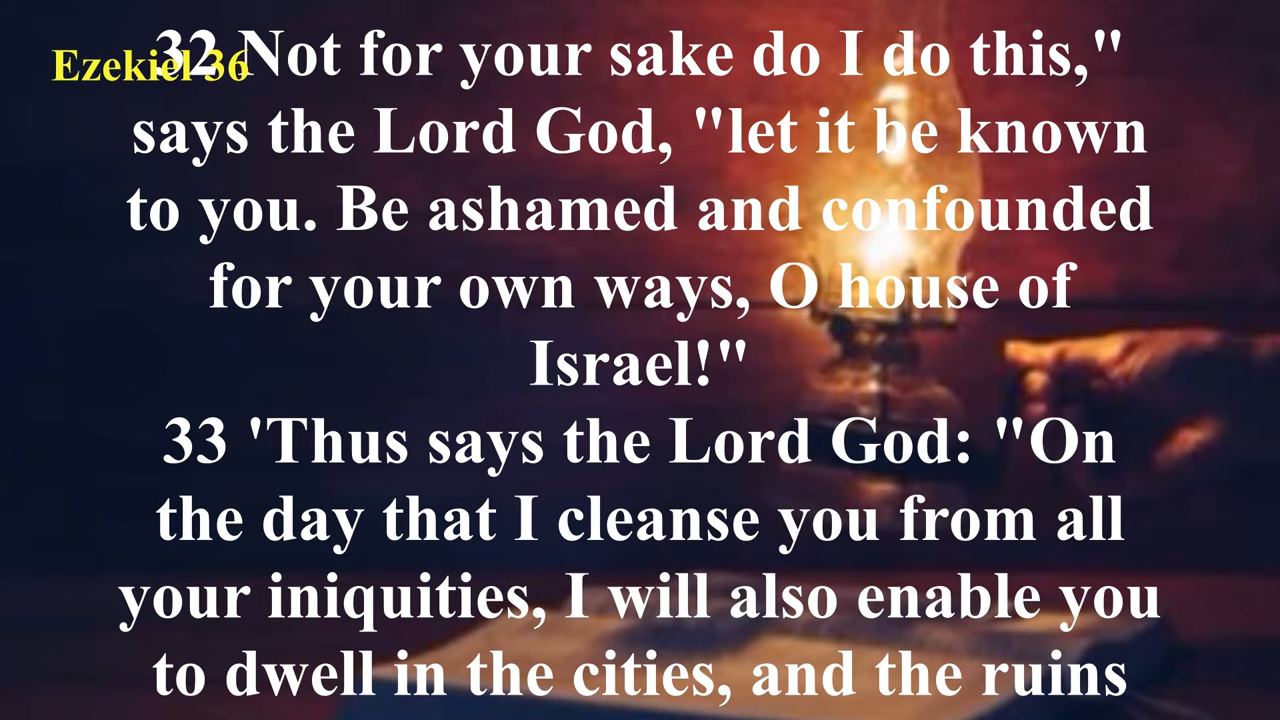 Ezekiel 36
32 Not for your sake do I do this,"
says the Lord God, "let it be known
to you. Be ashamed and confounded
for your own ways, O house of
Israel!"
33 'Thus says the Lord God: "On
the day that I cleanse you from all
your iniquities, I will also enable you
to dwell in the cities, and the ruins